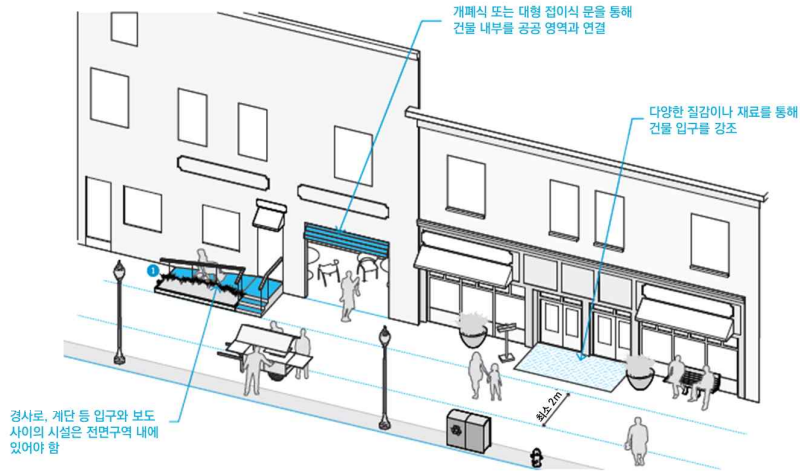 개폐식 또는 대형 접이식 문을 통해
건물 내부를 공공 영역과 연결
다양한 질감이나 재료를 통해
건물 입구를 강조
1
최소 2m
경사로, 계단 등 입구와 보도
사이의 시설은 전면구역 내에
있어야 함